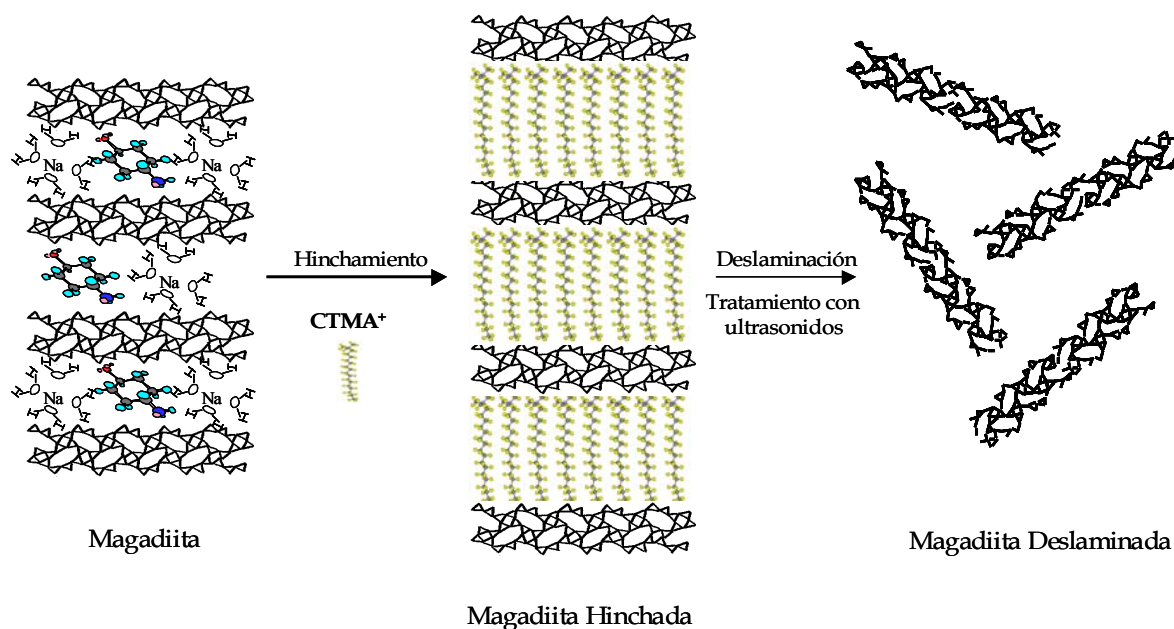 Na
Na
Na
Na
Na
Hinchamiento
CTMA⁺
Deslaminación
Tratamiento con
ultrasonidos
Magadiita
Magadiita Hinchada
Magadiita Deslaminada